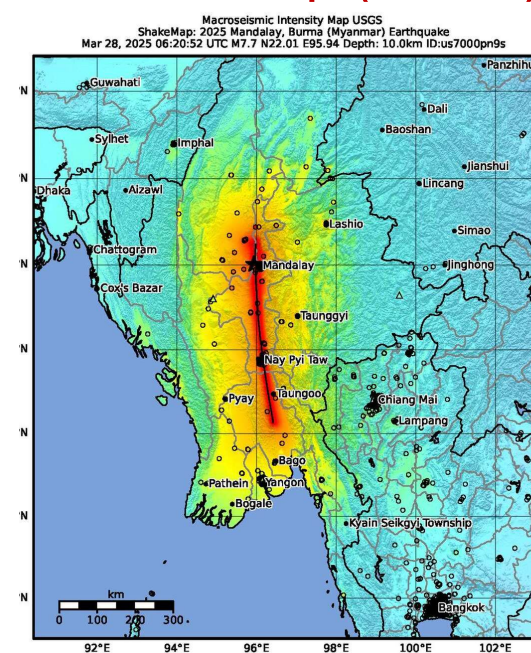 Macroseismic Intensity Map USGS
ShakeMap: 2025 Mandalay, Burma (Myanmar) Earthquake
Mar 28, 2025 06:20:52 UTC M7.7 N22.01 E95.94 Depth: 10.0km ID:us7000pn9s
Panzhihu
Guwahati
Dali
Baoshan
Sylhet
Imphal
Jianshui
Lincang
Dhaka
Aizawl
Lashio
Simao
Chattogram
Mandalay
Jinghong
Cox's Bazar
Taunggyi
Nay Pyi Taw
Pyay
Taungoo
Chiang Mai
Lampang
Bago
Pathein
Yangon
Bogale
Kyain Seikgyi Township
km
0 100 200 300
Bangkok
N
N
N
N
N
N
N
92°E 94°E 96°E 98°E 100°E 102°E